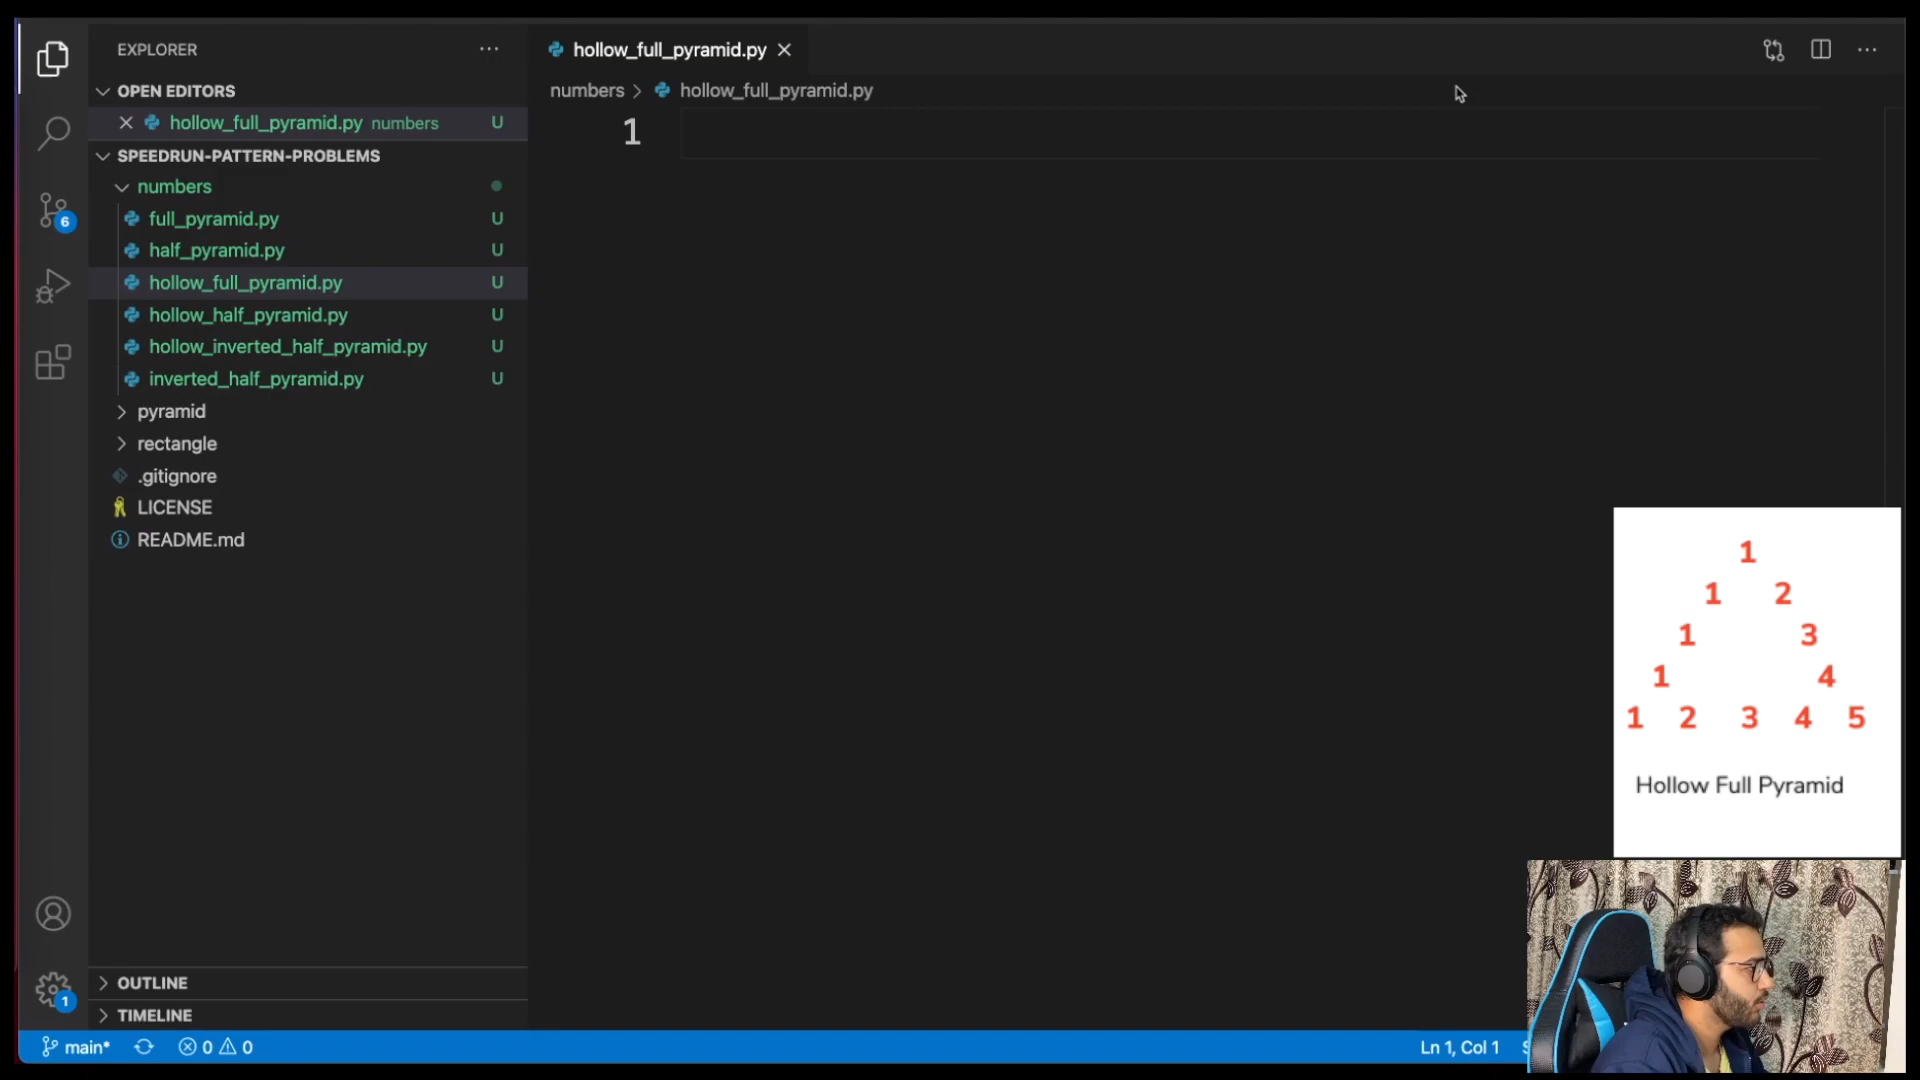 EXPLORER
OPEN EDITORS
hollow_full_pyramid.py numbers U
SPEEDRUN-PATTERN-PROBLEMS
numbers
full_pyramid.py U
half_pyramid.py U
hollow_full_pyramid.py U
hollow_half_pyramid.py U
hollow_inverted_half_pyramid.py U
inverted_half_pyramid.py U
pyramid
rectangle
.gitignore
LICENSE
README.md
6
1
OUTLINE
TIMELINE
hollow_full_pyramid.py
numbers > hollow_full_pyramid.py
1
1
1 2
1 3
1 4
1 2 3 4 5
Hollow Full Pyramid
main* 0 0 Ln 1, Col 1